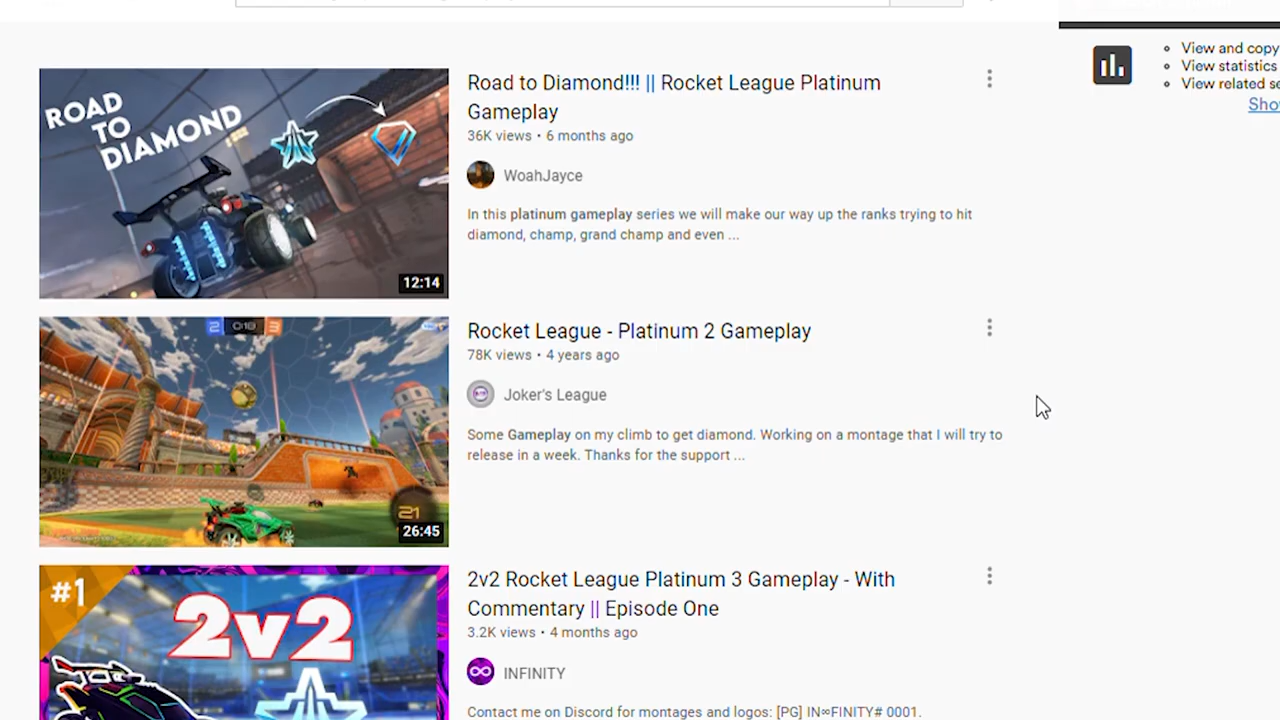 View and copy
View statistics
View related se
Sho
ROAD
TO
DIAMOND
12:14
Road to Diamond!!! || Rocket League Platinum
Gameplay
36K views • 6 months ago
WoahJayce
In this platinum gameplay series we will make our way up the ranks trying to hit
diamond, champ, grand champ and even ...
2 0:18 3
21
26:45
Rocket League - Platinum 2 Gameplay
78K views • 4 years ago
Joker's League
Some Gameplay on my climb to get diamond. Working on a montage that I will try to
release in a week. Thanks for the support ...
#1
2v2
2v2 Rocket League Platinum 3 Gameplay - With
Commentary || Episode One
3.2K views • 4 months ago
INFINITY
Contact me on Discord for montages and logos: [PG] IN∞FINITY# 0001.